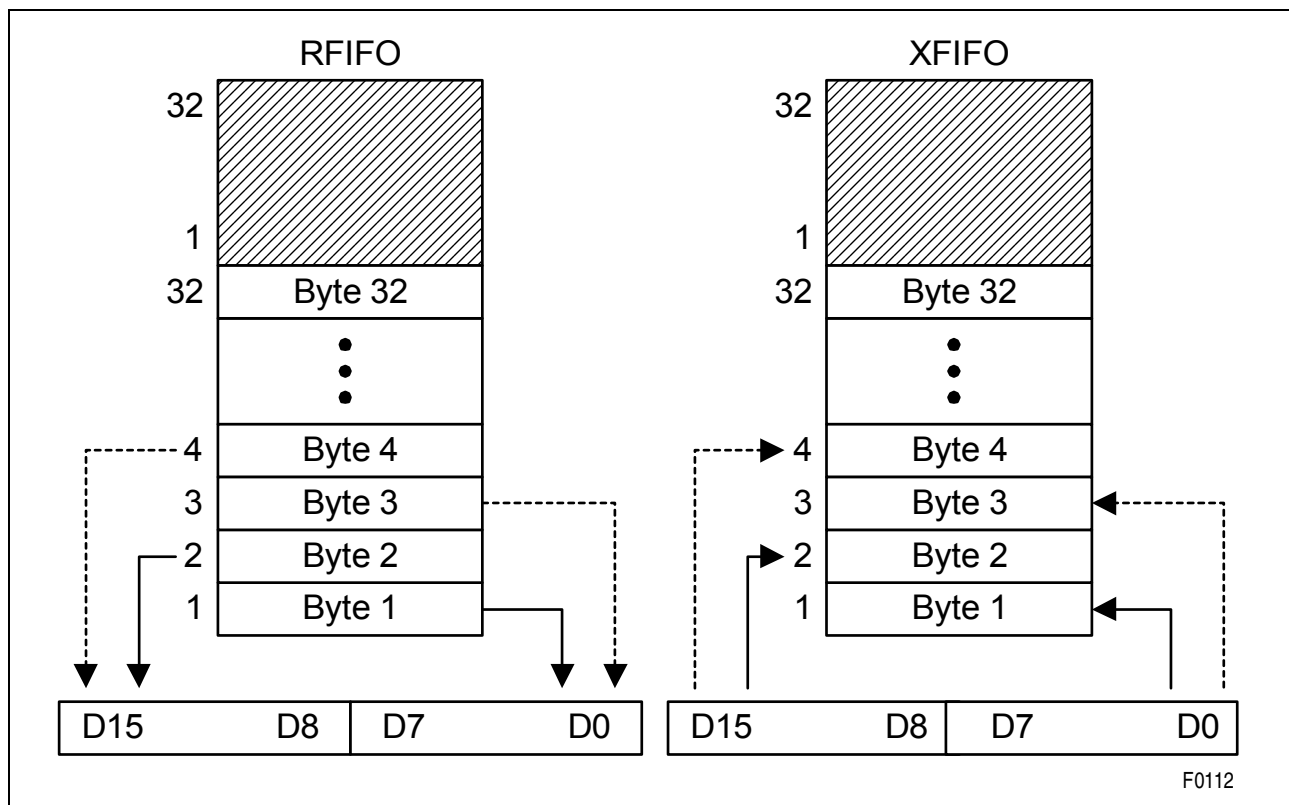 RFIFO XFIFO
32 32
1 1
32 Byte 32 32 Byte 32
4 Byte 4 4 Byte 4
3 Byte 3 3 Byte 3
2 Byte 2 2 Byte 2
1 Byte 1 1 Byte 1
D15 D8 D7 D0 D15 D8 D7 D0
F0112